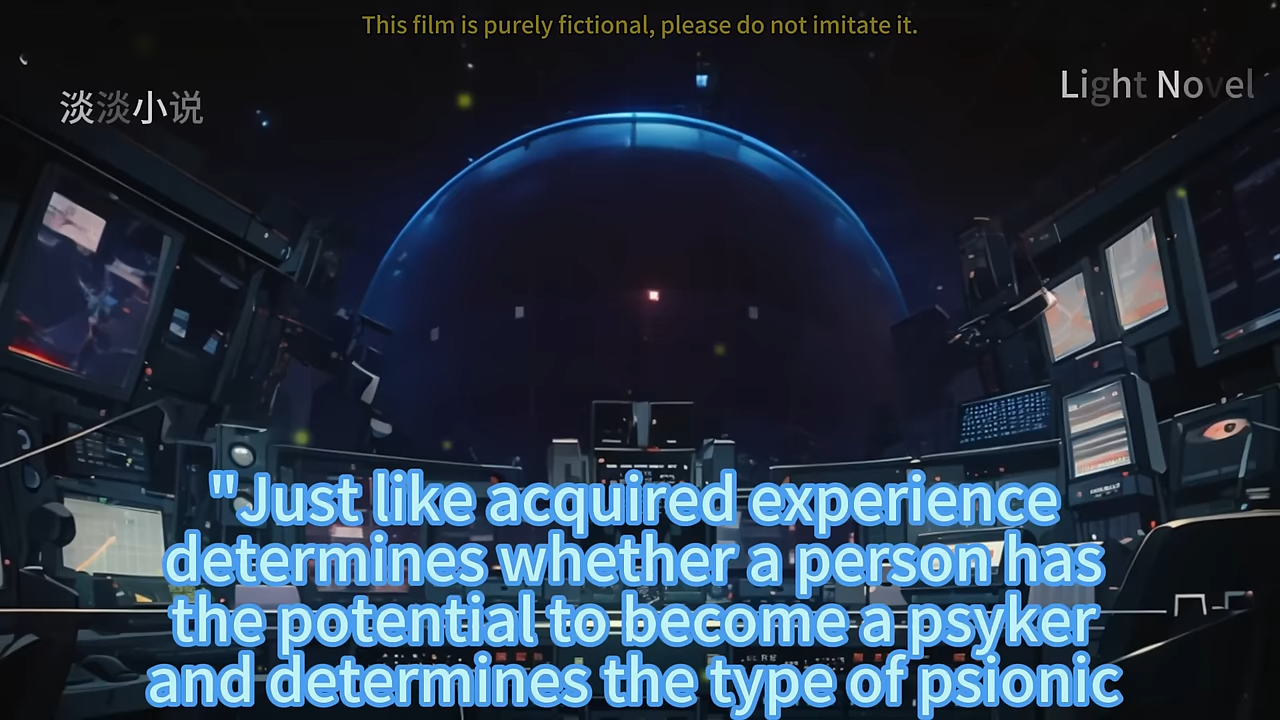 This film is purely fictional, please do not imitate it.
淡淡小说
Light Novel
"Just like acquired experience
determines whether a person has
the potential to become a psyker
and determines the type of psionic